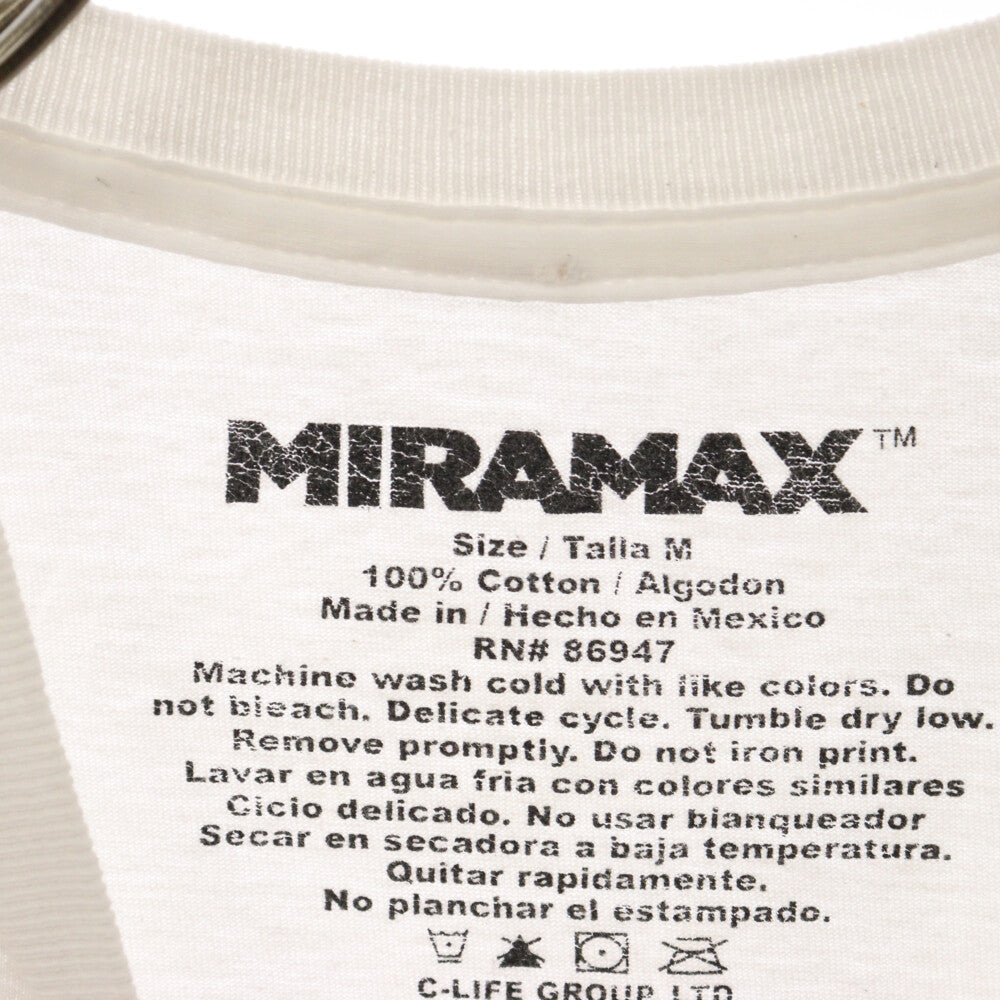 MIRAMAX™
Size / Talla M
100% Cotton / Algodon
Made in / Hecho en Mexico
RN# 86947
Machine wash cold with like colors. Do
not bleach. Delicate cycle. Tumble dry low.
Remove promptly. Do not iron print.
Lavar en agua fria con colores similares
Ciclo delicado. No usar blanqueador
Secar en secadora a baja temperatura.
Quitar rapidamente.
No planchar el estampado.
C-LIFE GROUP LTD